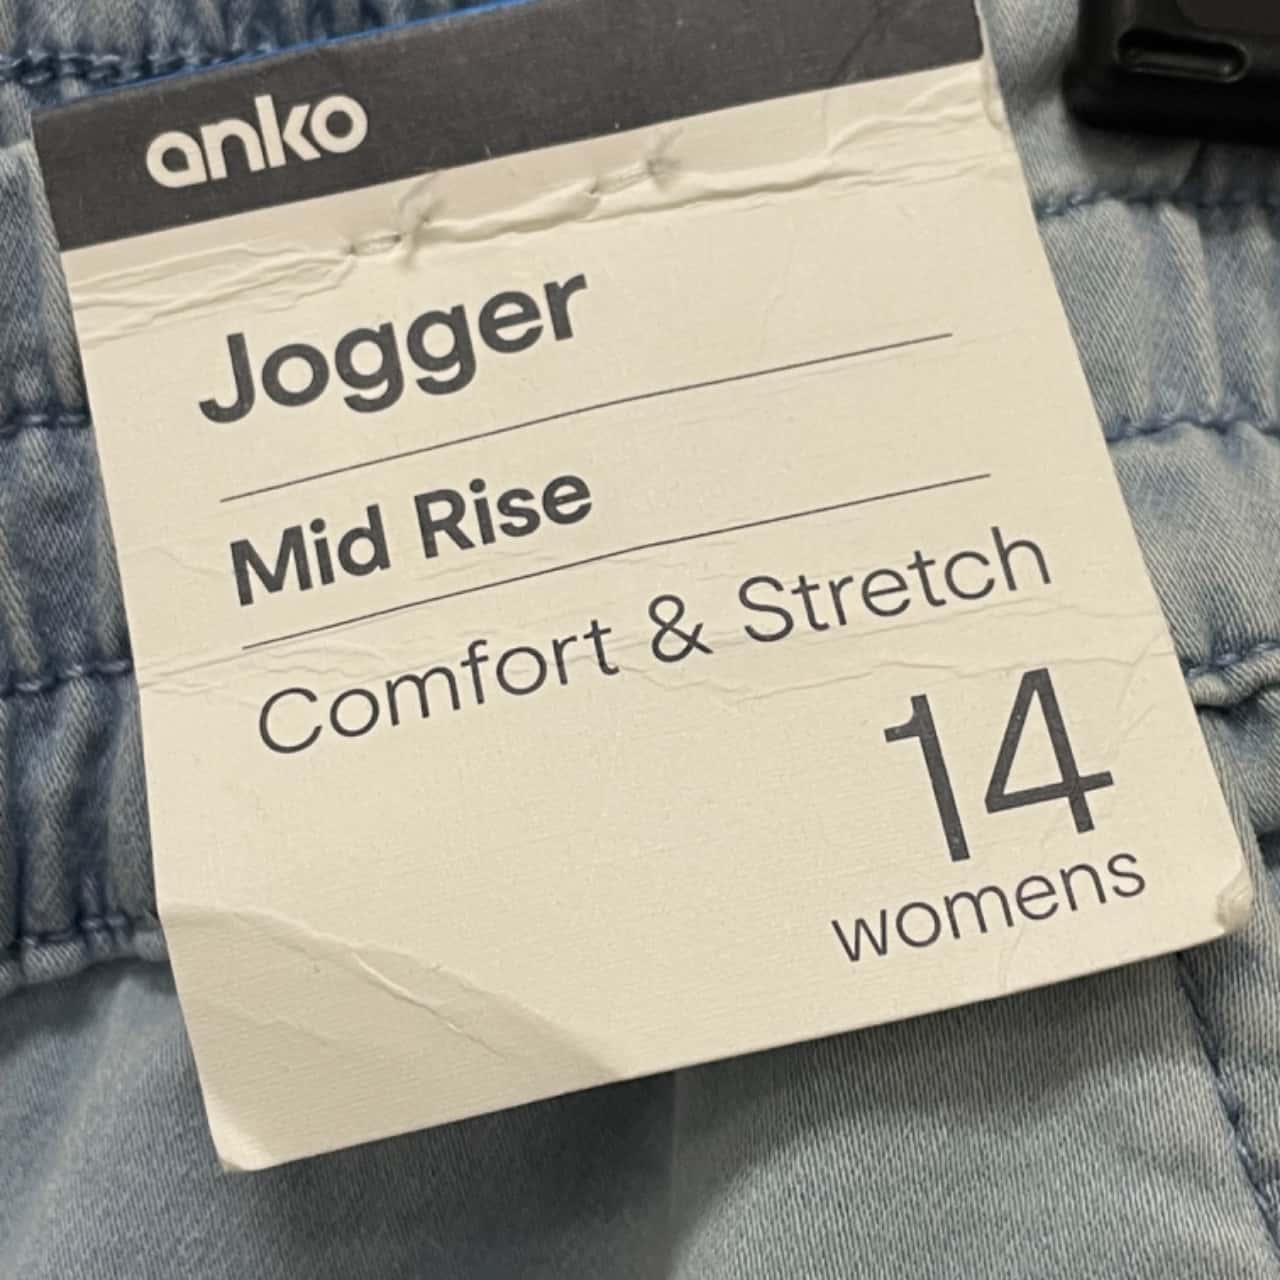 anko
Jogger
Mid Rise
Comfort & Stretch
14
womens